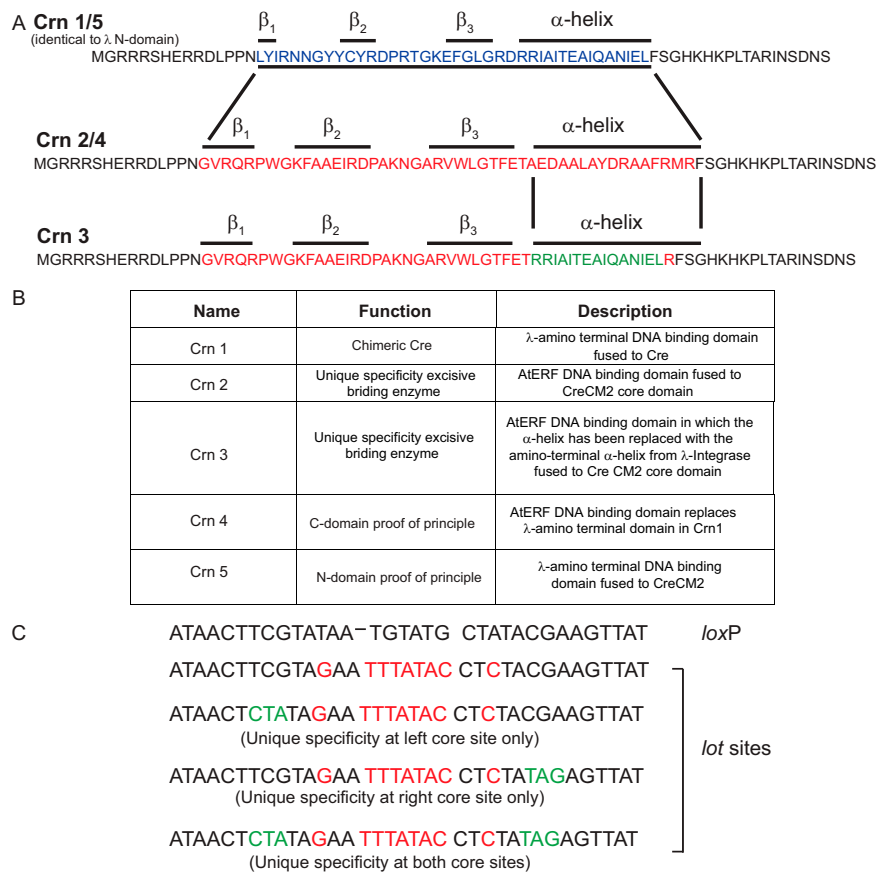 A
Crn 1/5
(identical to λ N-domain)
β1 β2 β3 α-helix
MGRRRSHERRDLPPNLYIRNNGYYCYRDPRTGKEFGLGRDRRIAITEAIQANIELFSGHKHKPLTARINSDNS
Crn 2/4
β1 β2 β3 α-helix
MGRRRSHERRDLPPNGVRQRPWGKFAAEIRDPAKNGARVWLGTFETAEDAALAYDRAAFRMRFSGHKHKPLTARINSDNS
Crn 3
β1 β2 β3 α-helix
MGRRRSHERRDLPPNGVRQRPWGKFAAEIRDPAKNGARVWLGTFETRRIAITEAIQANIELRFSGHKHKPLTARINSDNS
B
Name Function Description
Crn 1 Chimeric Cre λ-amino terminal DNA binding domain
fused to Cre
Crn 2 Unique specificity excisive
briding enzyme
AtERF DNA binding domain fused to
CreCM2 core domain
Crn 3 Unique specificity excisive
briding enzyme
AtERF DNA binding domain in which the
α-helix has been replaced with the
amino-terminal α-helix from λ-Integrase
fused to Cre CM2 core domain
Crn 4 C-domain proof of principle
AtERF DNA binding domain replaces
λ-amino terminal domain in Crn1
Crn 5 N-domain proof of principle
λ-amino terminal DNA binding
domain fused to CreCM2
C
ATAACTTCGTATAA–TGTATG CTATACGAAGTTAT loxP
ATAACTTCGTAGAA TTTATAC CTCTACGAAGTTAT
ATAACTCTATAGAA TTTATAC CTCTACGAAGTTAT
(Unique specificity at left core site only)
lot sites
ATAACTTCGTAGAA TTTATAC CTCTATAGAGTTAT
(Unique specificity at right core site only)
ATAACTCTATAGAA TTTATAC CTCTATAGAGTTAT
(Unique specificity at both core sites)